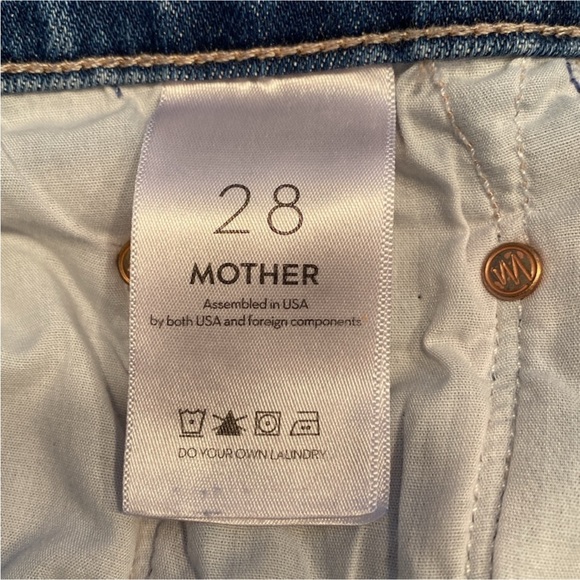 28
MOTHER
Assembled in USA
by both USA and foreign components
DO YOUR OWN LAUNDRY